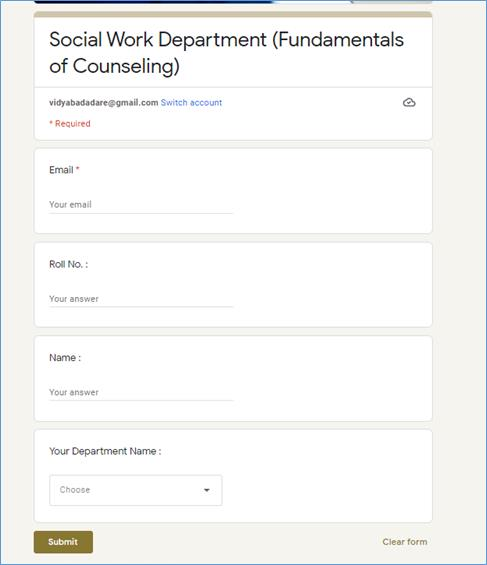 Social Work Department (Fundamentals
of Counseling)
vidyabadadare@gmail.com Switch account
* Required
Email *
Your email
Roll No. :
Your answer
Name :
Your answer
Your Department Name :
Choose
Submit
Clear form